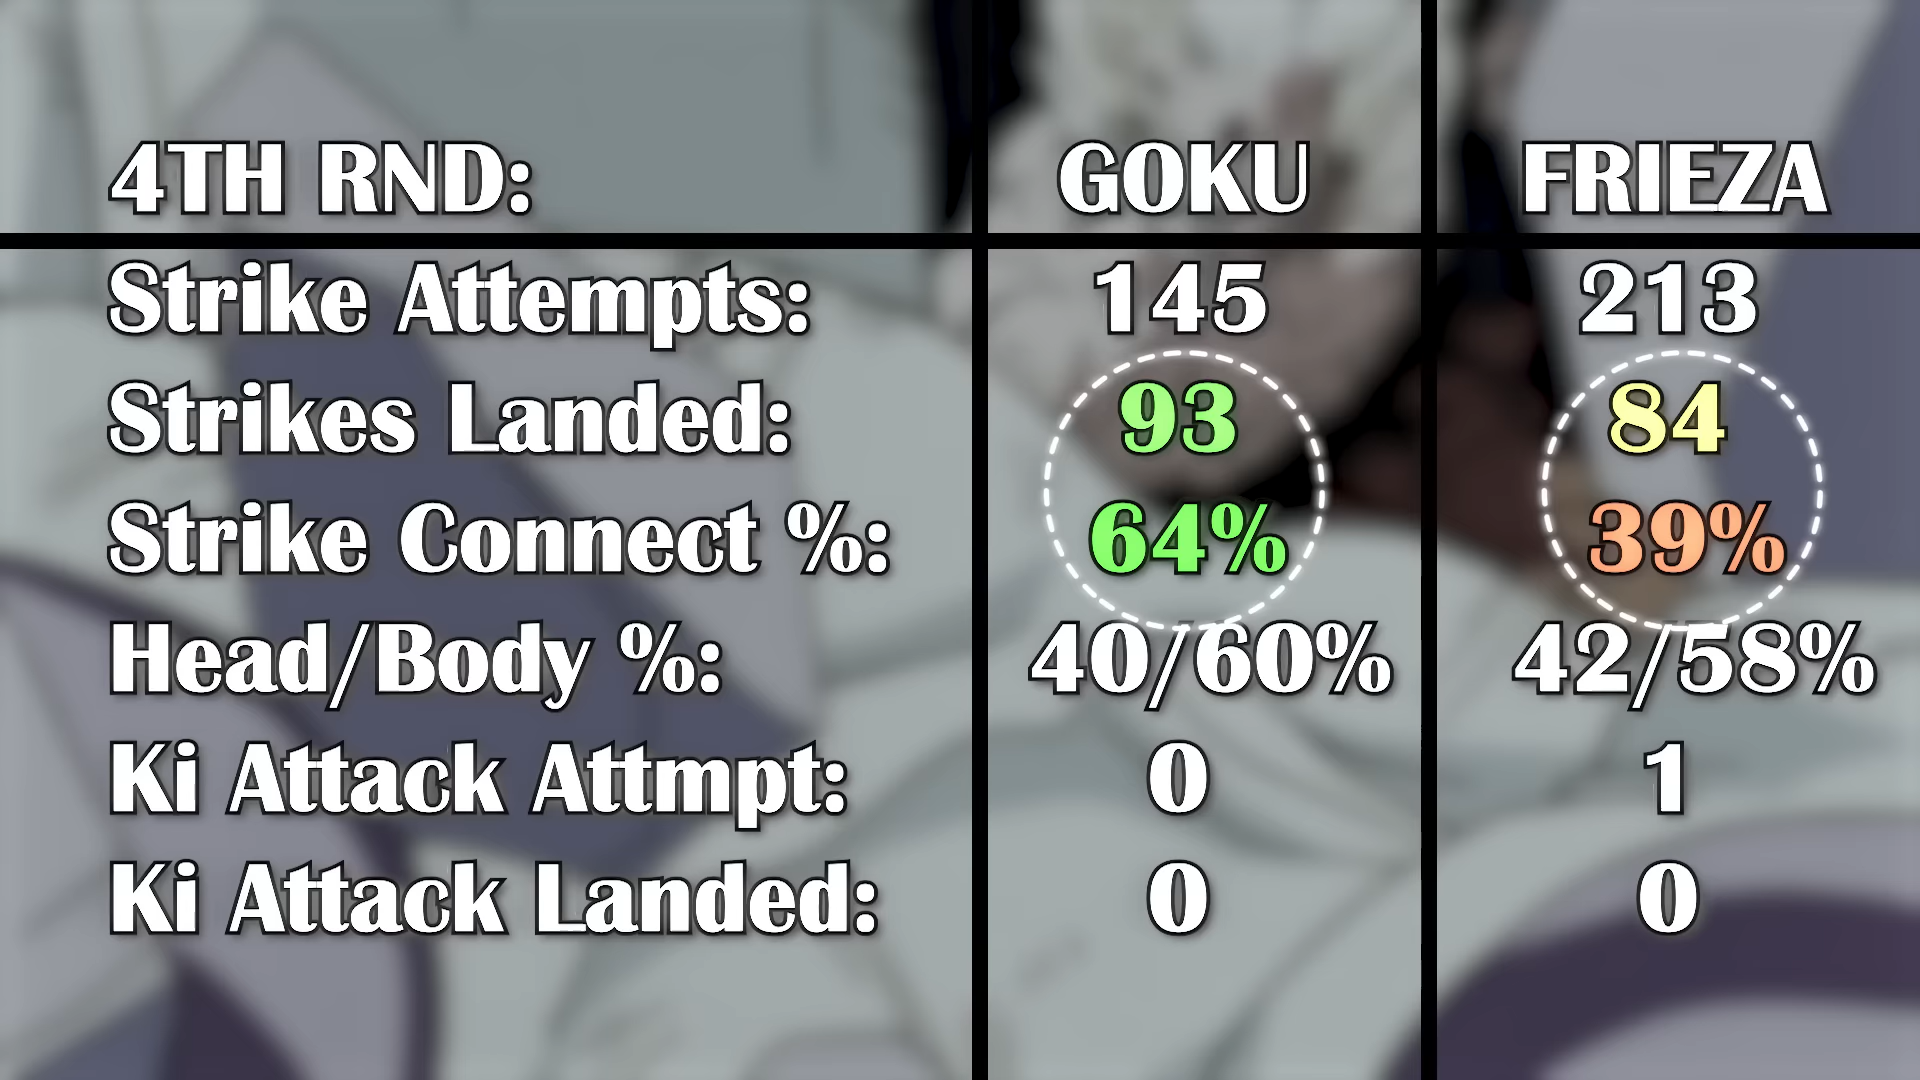 4TH RND: GOKU FRIEZA
Strike Attempts: 145 213
Strikes Landed: 93 84
Strike Connect %: 64% 39%
Head/Body %: 40/60% 42/58%
Ki Attack Attmpt: 0 1
Ki Attack Landed: 0 0